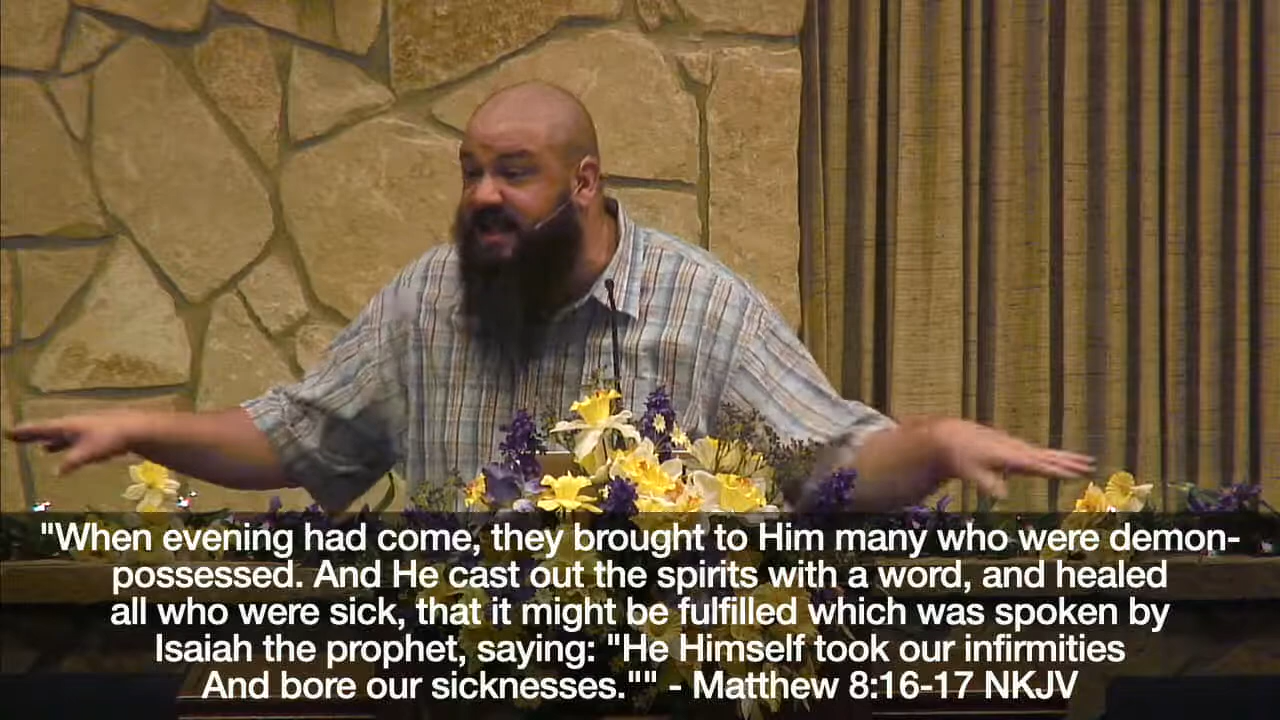 "When evening had come, they brought to Him many who were demon-
possessed. And He cast out the spirits with a word, and healed
all who were sick, that it might be fulfilled which was spoken by
Isaiah the prophet, saying: "He Himself took our infirmities
And bore our sicknesses."" - Matthew 8:16-17 NKJV